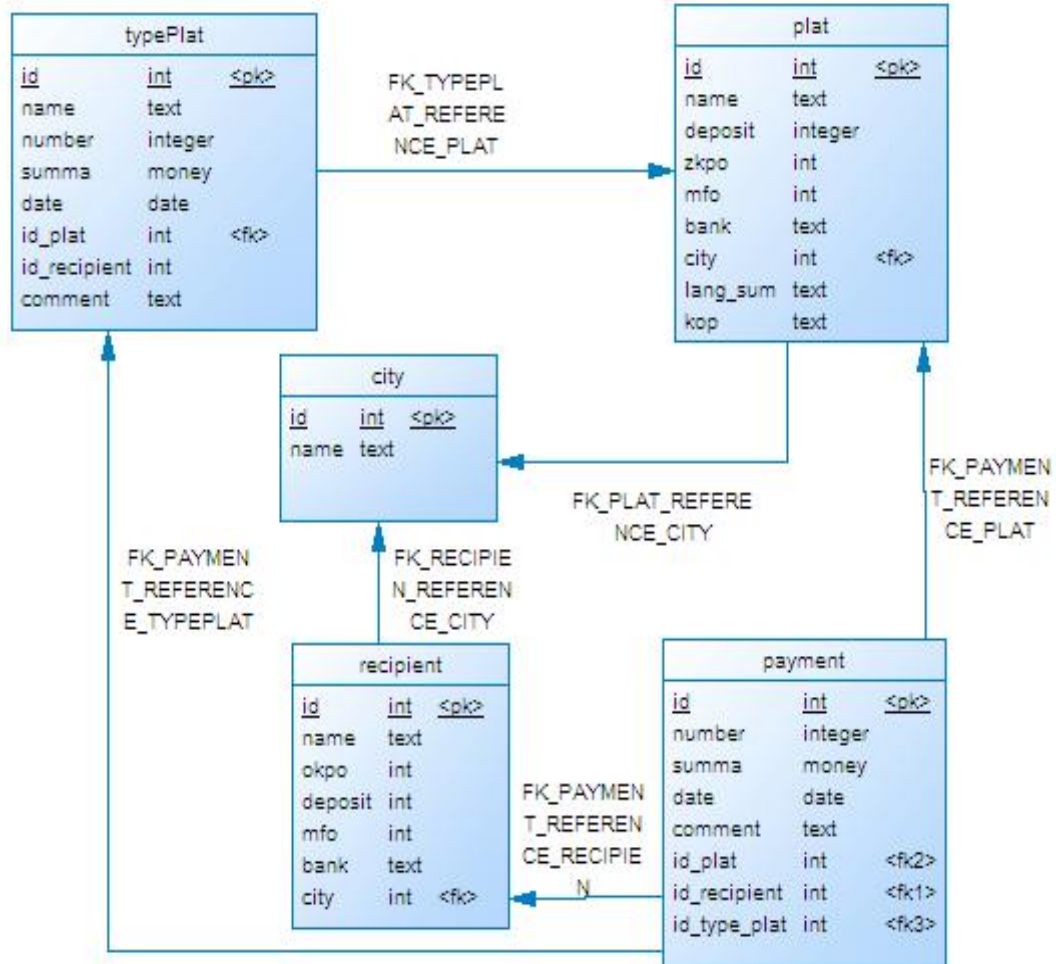 typePlat
id int <pk>
name text
number integer
summa money
date date
id_plat int <fk>
id_recipient int
comment text
FK_TYPEPL
AT_REFERE
NCE_PLAT
plat
id int <pk>
name text
deposit integer
zkpo int
mfo int
bank text
city int <fk>
lang_sum text
kop text
city
id int <pk>
name text
FK_PLAT_REFERE
NCE_CITY
FK_PAYMEN
T_REFEREN
CE_PLAT
FK_PAYMEN
T_REFERENC
E_TYPEPLAT
FK_RECIPIE
N_REFEREN
CE_CITY
recipient
id int <pk>
name text
okpo int
deposit int
mfo int
bank text
city int <fk>
FK_PAYMEN
T_REFEREN
CE_RECIPIE
N
payment
id int <pk>
number integer
summa money
date date
comment text
id_plat int <fk2>
id_recipient int <fk1>
id_type_plat int <fk3>